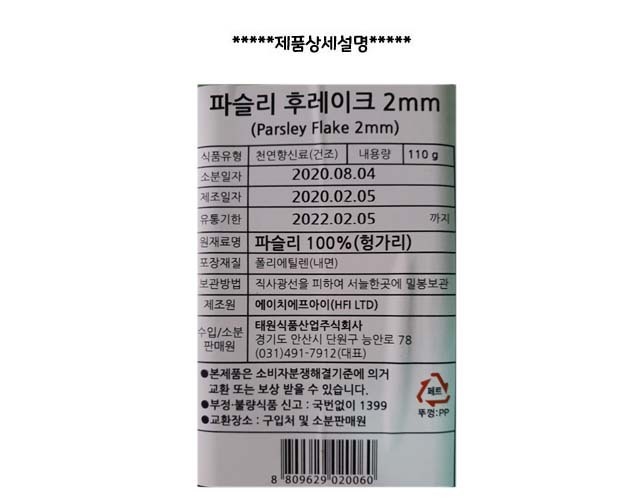 *****제품상세설명*****
파슬리 후레이크 2mm
(Parsley Flake 2mm)
식품유형 천연향신료(건조) 내용량 110 g
소분일자 2020.08.04
제조일자 2020.02.05
유통기한 2022.02.05 까지
원재료명 파슬리 100%(헝가리)
포장재질 폴리에틸렌(내면)
보관방법 직사광선을 피하여 서늘한곳에 밀봉보관
제조원 에이치에프아이(HFI LTD)
수입/소분 판매원 태원식품산업주식회사
경기도 안산시 단원구 능안로 78
(031)491-7912(대표)
●본제품은 소비자분쟁해결기준에 의거
교환 또는 보상 받을 수 있습니다.
●부정·불량식품 신고 : 국번없이 1399
●교환장소 : 구입처 및 소분판매원
페트
뚜껑:PP
8 809629 020060